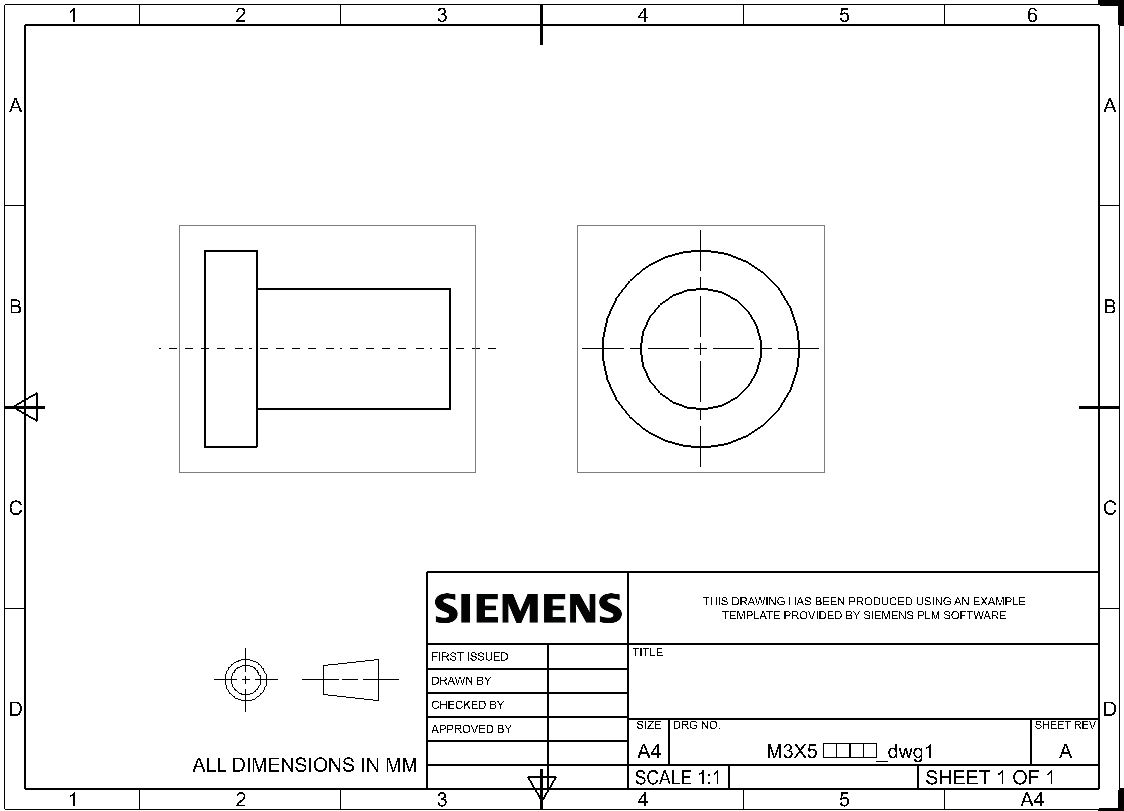 1 2 3 4 5 6
A A
B B
C C
D D
SIEMENS
THIS DRAWING HAS BEEN PRODUCED USING AN EXAMPLE
TEMPLATE PROVIDED BY SIEMENS PLM SOFTWARE
FIRST ISSUED
TITLE
DRAWN BY
CHECKED BY
APPROVED BY
SIZE DRG NO. SHEET REV
A4 M3X5 □□□□_dwg1 A
ALL DIMENSIONS IN MM
SCALE 1:1 SHEET 1 OF 1
1 2 3 4 5 A4